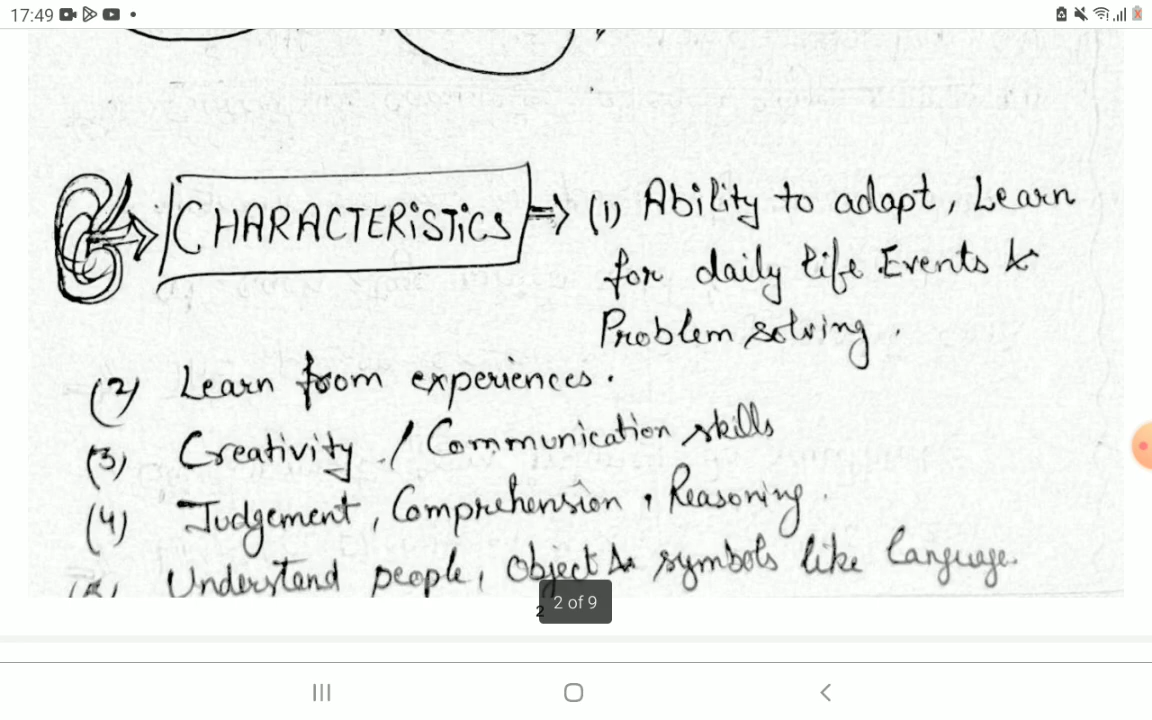 17:49
CHARACTERiSTiCS => (1) Ability to adapt, Learn
for daily life Events &
Problem solving.
(2) Learn from experiences.
(3) Creativity / Communication skills
(4) Judgement, Comprehension, Reasoning.
Understand people, object & symbols like language.
2 2 of 9